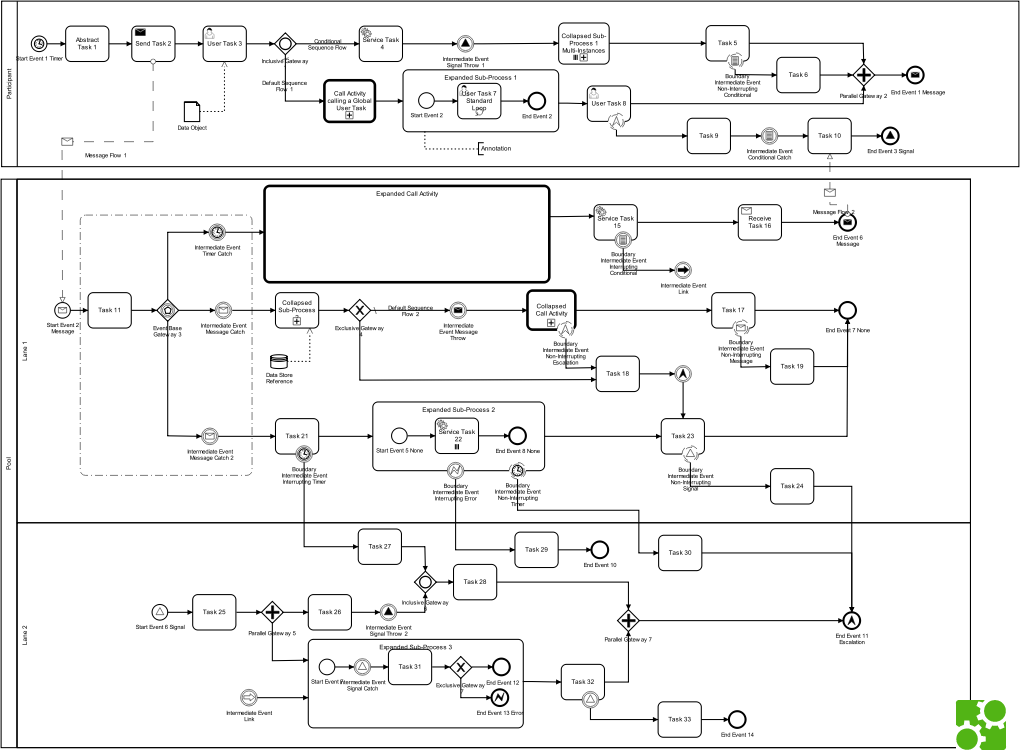 Participant
Start Event 1 Timer
Abstract
Task 1
Send Task 2
User Task 3
Inclusive Gateway
Conditional
Sequence Flow
Default Sequence
Flow 1
Service Task
4
Intermediate Event
Signal Throw 1
Collapsed Sub-
Process 1
Multi-Instances
Task 5
Boundary
Intermediate Event
Non-Interrupting
Conditional
Task 6
Parallel Gateway 2
End Event 1 Message
Data Object
Call Activity
calling a Global
User Task
Expanded Sub-Process 1
Start Event 2
User Task 7
Standard
Loop
End Event 2
Annotation
User Task 8
Task 9
Intermediate Event
Conditional Catch
Task 10
End Event 3 Signal
Message Flow 1
Message Flow 2
Pool
Lane 1
Expanded Call Activity
Intermediate Event
Timer Catch
Service Task
15
Boundary
Intermediate Event
Interrupting
Conditional
Intermediate Event
Link
Receive
Task 16
End Event 6
Message
Start Event 2
Message
Task 11
Event Base
Gateway 3
Intermediate Event
Message Catch
Collapsed
Sub-Process
Exclusive Gateway
Default Sequence
Flow 2
Intermediate
Event Message
Throw
Collapsed
Call Activity
Boundary
Intermediate Event
Non-Interrupting
Escalation
Task 17
Boundary
Intermediate Event
Non-Interrupting
Message
End Event 7 None
Data Store
Reference
Task 18
Task 19
Intermediate Event
Message Catch 2
Task 21
Boundary
Intermediate Event
Interrupting Timer
Expanded Sub-Process 2
Start Event 5 None
Service Task
22
End Event 8 None
Boundary
Intermediate Event
Interrupting Error
Boundary
Intermediate Event
Non-Interrupting
Timer
Task 23
Boundary
Intermediate Event
Non-Interrupting
Signal
Task 24
Lane 2
Task 27
Task 29
End Event 10
Task 30
Inclusive Gateway
Task 28
Start Event 6 Signal
Task 25
Parallel Gateway 5
Task 26
Intermediate Event
Signal Throw 2
Parallel Gateway 7
End Event 11
Escalation
Expanded Sub-Process 3
Start Event
Intermediate Event
Signal Catch
Task 31
Exclusive Gateway
End Event 12
End Event 13 Error
Intermediate Event
Link
Task 32
Task 33
End Event 14